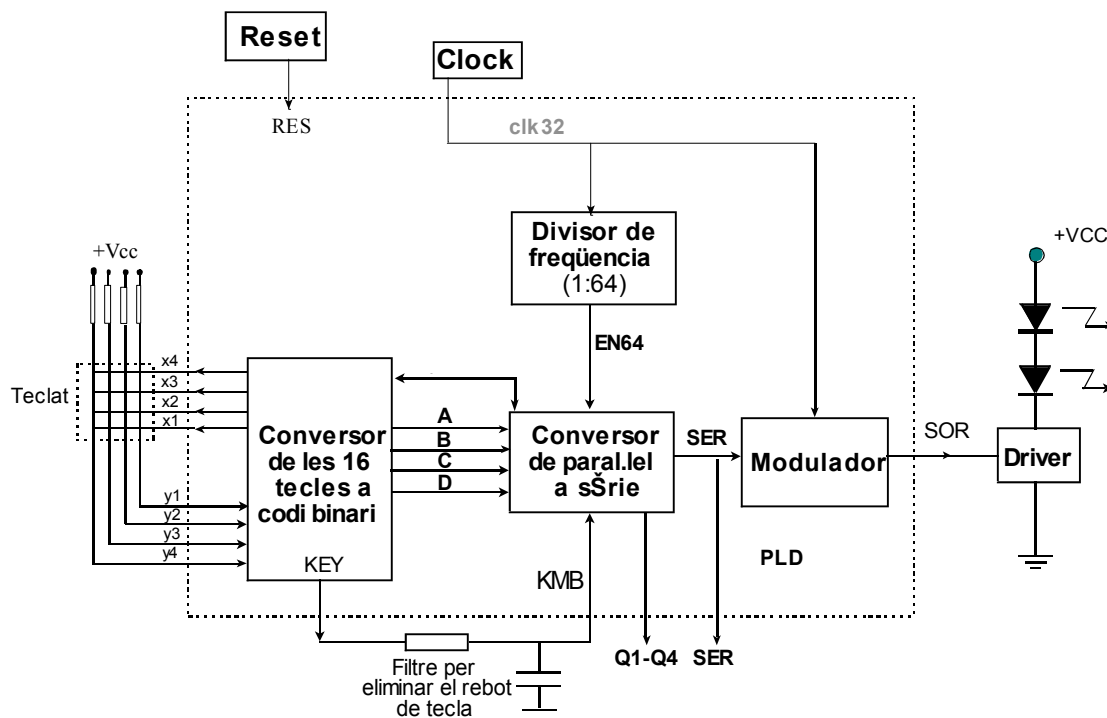 Reset
Clock
RES
clk32
Divisor de
freqüencia
(1:64)
+Vcc
+VCC
EN64
Teclat
x4
x3
x2
x1
A
B
C
D
Conversor
de les 16
tecles a
codi binari
KEY
Conversor
de paral.lel
a sŠrie
SER
Modulador
SOR
Driver
y1
y2
y3
y4
KMB
PLD
Q1-Q4
SER
Filtre per
eliminar el rebot
de tecla